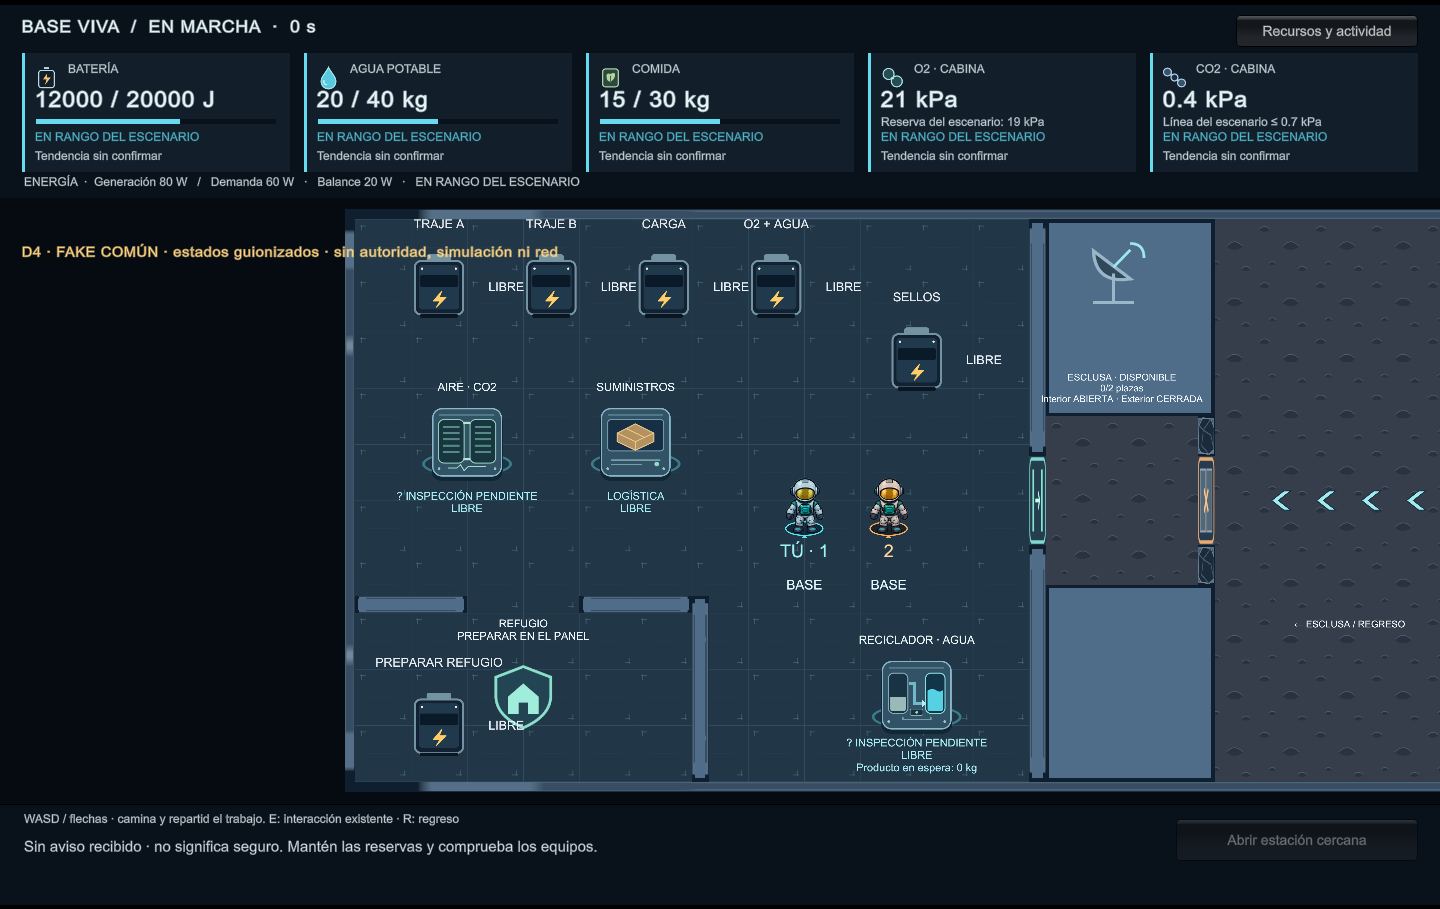 BASE VIVA / EN MARCHA · 0 s
Recursos y actividad
BATERÍA
12000 / 20000 J
EN RANGO DEL ESCENARIO
Tendencia sin confirmar
AGUA POTABLE
20 / 40 kg
EN RANGO DEL ESCENARIO
Tendencia sin confirmar
COMIDA
15 / 30 kg
EN RANGO DEL ESCENARIO
Tendencia sin confirmar
O2 · CABINA
21 kPa
Reserva del escenario: 19 kPa
EN RANGO DEL ESCENARIO
Tendencia sin confirmar
CO2 · CABINA
0.4 kPa
Línea del escenario ≤ 0.7 kPa
EN RANGO DEL ESCENARIO
Tendencia sin confirmar
ENERGÍA · Generación 80 W / Demanda 60 W · Balance 20 W · EN RANGO DEL ESCENARIO
TRAJE A
TRAJE B
CARGA
O2 + AGUA
D4 · FAKE COMÚN · estados guionizados · sin autoridad, simulación ni red
LIBRE
LIBRE
LIBRE
LIBRE
SELLOS
LIBRE
AIRE · CO2
SUMINISTROS
ESCLUSA · DISPONIBLE
0/2 plazas
Interior ABIERTA · Exterior CERRADA
? INSPECCIÓN PENDIENTE
LIBRE
LOGÍSTICA
LIBRE
TÚ · 1
2
BASE
BASE
REFUGIO
PREPARAR EN EL PANEL
← ESCLUSA / REGRESO
RECICLADOR · AGUA
PREPARAR REFUGIO
LIBRE
? INSPECCIÓN PENDIENTE
LIBRE
Producto en espera: 0 kg
WASD / flechas · camina y repartid el trabajo. E: interacción existente · R: regreso
Sin aviso recibido · no significa seguro. Mantén las reservas y comprueba los equipos.
Abrir estación cercana